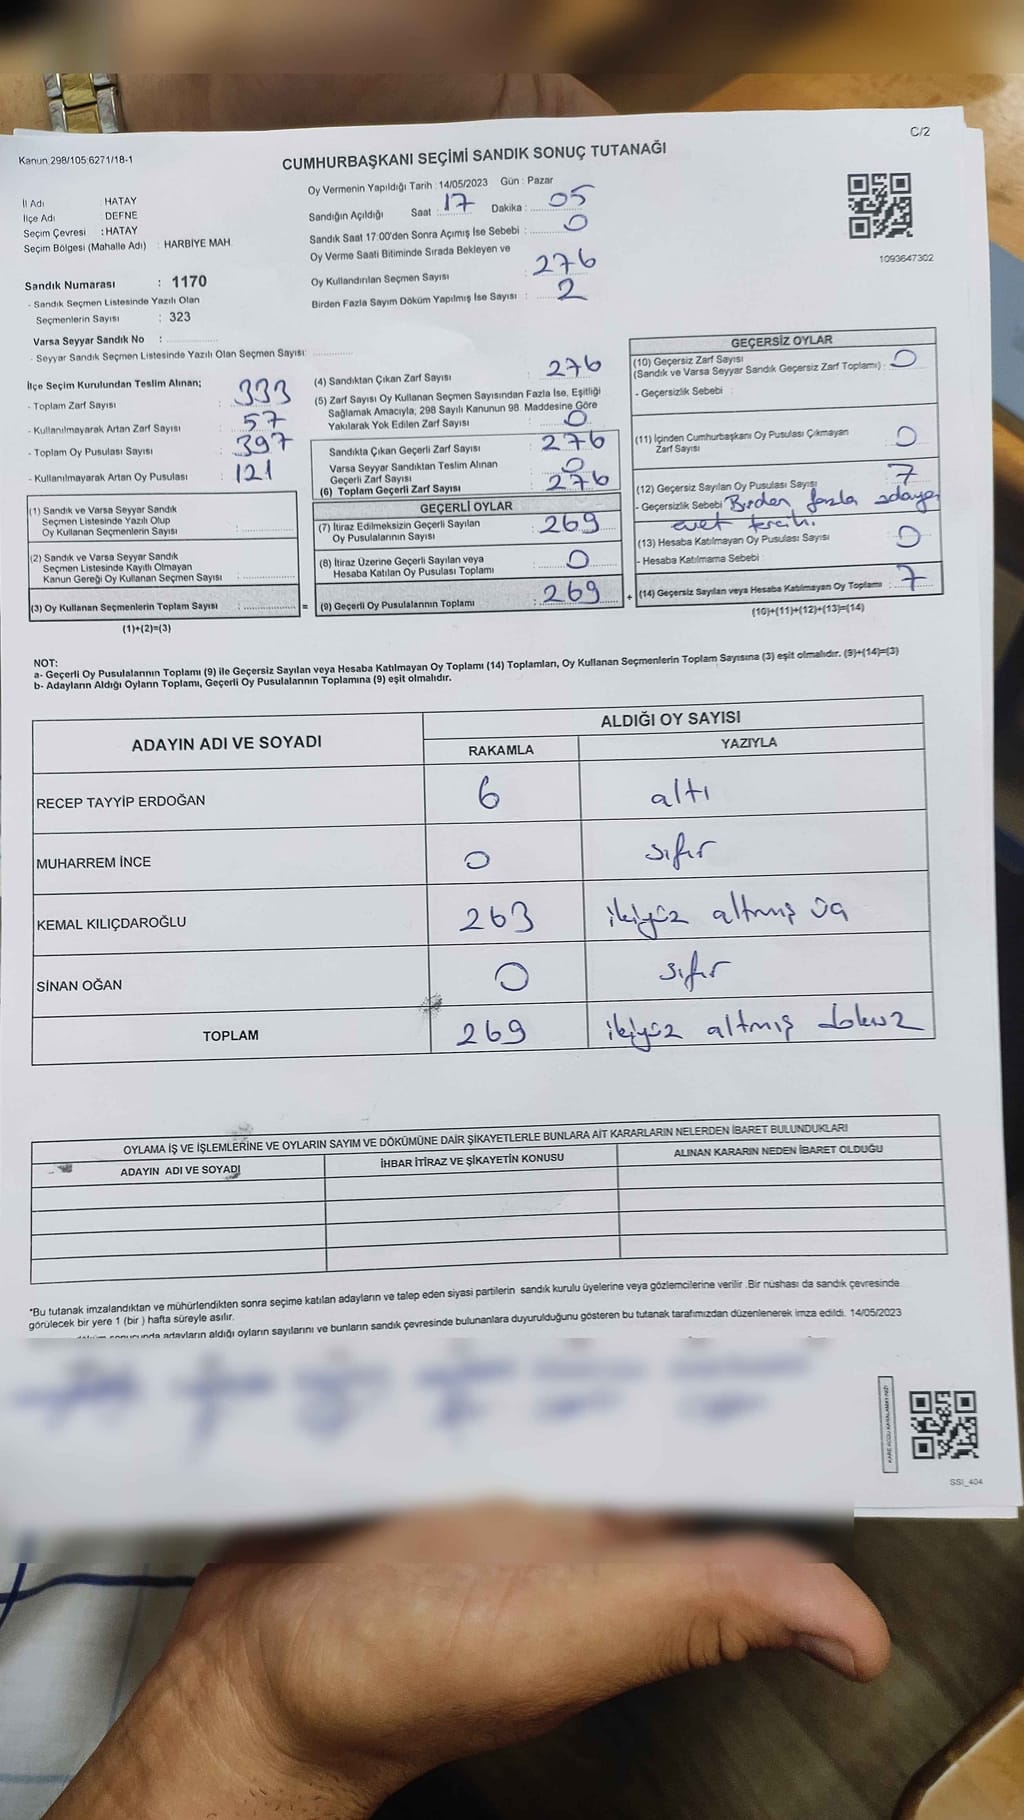 C/2
Kanun:298/105:6271/18-1
CUMHURBAŞKANI SEÇİMİ SANDIK SONUÇ TUTANAĞI
İl Adı : HATAY
İlçe Adı : DEFNE
Seçim Çevresi : HATAY
Seçim Bölgesi (Mahalle Adı) : HARBİYE MAH.
Sandık Numarası : 1170
- Sandık Seçmen Listesinde Yazılı Olan
Seçmenlerin Sayısı : 323
Varsa Seyyar Sandık No :
- Seyyar Sandık Seçmen Listesinde Yazılı Olan Seçmen Sayısı:
Oy Vermenin Yapıldığı Tarih : 14/05/2023 Gün : Pazar
Sandığın Açıldığı Saat : 17 Dakika : 05
Sandık Saat 17:00'den Sonra Açımış İse Sebebi : 0
Oy Verme Saati Bitiminde Sırada Bekleyen ve
Oy Kullandırılan Seçmen Sayısı : 276
Birden Fazla Sayım Döküm Yapılmış İse Sayısı : 2
1093647302
İlçe Seçim Kurulundan Teslim Alınan;
- Toplam Zarf Sayısı : 333
- Kullanılmayarak Artan Zarf Sayısı : 57
- Toplam Oy Pusulası Sayısı : 397
- Kullanılmayarak Artan Oy Pusulası : 121
(1) Sandık ve Varsa Seyyar Sandık
Seçmen Listesinde Yazılı Olup
Oy Kullanan Seçmenlerin Sayısı :
(2) Sandık ve Varsa Seyyar Sandık
Seçmen Listesinde Kayıtlı Olmayan
Kanun Gereği Oy Kullanan Seçmen Sayısı :
(3) Oy Kullanan Seçmenlerin Toplam Sayısı : =
(1)+(2)=(3)
(4) Sandıktan Çıkan Zarf Sayısı : 276
(5) Zarf Sayısı Oy Kullanan Seçmen Sayısından Fazla İse, Eşitliği
Sağlamak Amacıyla; 298 Sayılı Kanunun 98. Maddesine Göre
Yakılarak Yok Edilen Zarf Sayısı : 0
Sandıkta Çıkan Geçerli Zarf Sayısı : 276
Varsa Seyyar Sandıktan Teslim Alınan
Geçerli Zarf Sayısı : 0
(6) Toplam Geçerli Zarf Sayısı : 276
GEÇERLİ OYLAR
(7) İtiraz Edilmeksizin Geçerli Sayılan
Oy Pusulalarının Sayısı : 269
(8) İtiraz Üzerine Geçerli Sayılan veya
Hesaba Katılan Oy Pusulası Toplamı : 0
(9) Geçerli Oy Pusulalarının Toplamı : 269 +
GEÇERSİZ OYLAR
(10) Geçersiz Zarf Sayısı
(Sandık ve Varsa Seyyar Sandık Geçersiz Zarf Toplamı) : 0
- Geçersizlik Sebebi :
(11) İçinden Cumhurbaşkanı Oy Pusulası Çıkmayan
Zarf Sayısı : 0
(12) Geçersiz Sayılan Oy Pusulası Sayısı : 7
- Geçersizlik Sebebi : Birden fazla adaya
evet tercihi.
(13) Hesaba Katılmayan Oy Pusulası Sayısı : 0
- Hesaba Katılmama Sebebi :
(14) Geçersiz Sayılan veya Hesaba Katılmayan Oy Toplamı : 7
(10)+(11)+(12)+(13)=(14)
NOT:
a- Geçerli Oy Pusulalarının Toplamı (9) ile Geçersiz Sayılan veya Hesaba Katılmayan Oy Toplamı (14) Toplamları, Oy Kullanan Seçmenlerin Toplam Sayısına (3) eşit olmalıdır. (9)+(14)=(3)
b- Adayların Aldığı Oyların Toplamı, Geçerli Oy Pusulalarının Toplamına (9) eşit olmalıdır.
ADAYIN ADI VE SOYADI
ALDIĞI OY SAYISI
RAKAMLA YAZIYLA
RECEP TAYYİP ERDOĞAN 6 altı
MUHARREM İNCE 0 sıfır
KEMAL KILIÇDAROĞLU 263 ikiyüz altmış üç
SİNAN OĞAN 0 sıfır
TOPLAM 269 ikiyüz altmış dokuz
OYLAMA İŞ VE İŞLEMLERİNE VE OYLARIN SAYIM VE DÖKÜMÜNE DAİR ŞİKAYETLERLE BUNLARA AİT KARARLARIN NELERDEN İBARET BULUNDUKLARI
ADAYIN ADI VE SOYADI İHBAR İTİRAZ VE ŞİKAYETİN KONUSU ALINAN KARARIN NEDEN İBARET OLDUĞU
*Bu tutanak imzalandıktan ve mühürlendikten sonra seçime katılan adayların ve talep eden siyasi partilerin sandık kurulu üyelerine veya gözlemcilerine verilir .Bir nüshası da sandık çevresinde
görülecek bir yere 1 (bir ) hafta süreyle asılır.
adayların aldığı oyların sayılarını ve bunların sandık çevresinde bulunanlara duyurulduğunu gösteren bu tutanak tarafımızdan düzenlenerek imza edildi. 14/05/2023
SSI_404